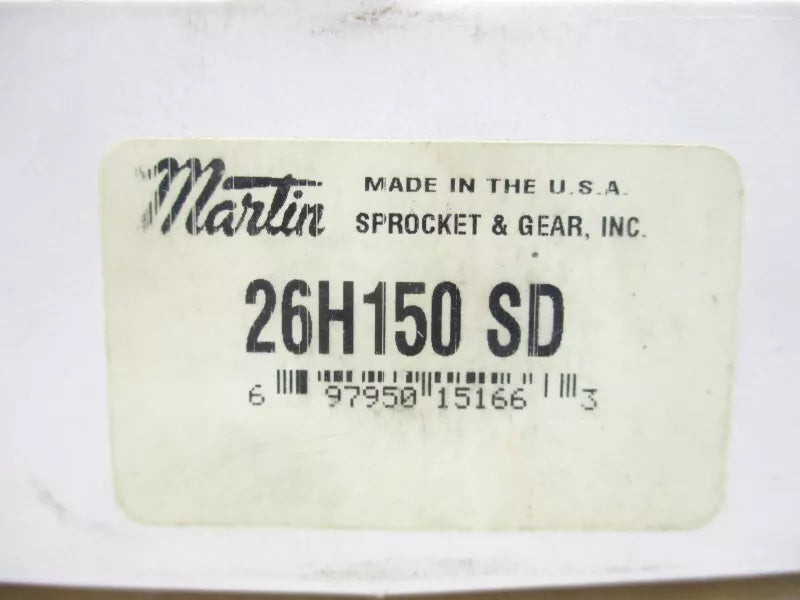 Martin MADE IN THE U.S.A.
SPROCKET & GEAR, INC.
26H150 SD
6 97950 15166 3